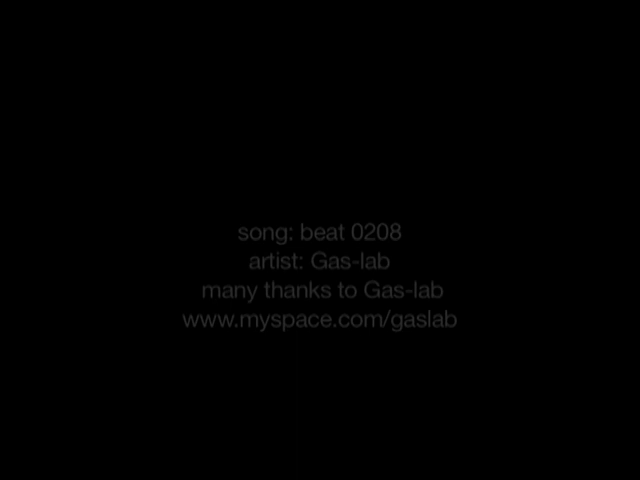 song: beat 0208
artist: Gas-lab
many thanks to Gas-lab
www.myspace.com/gaslab